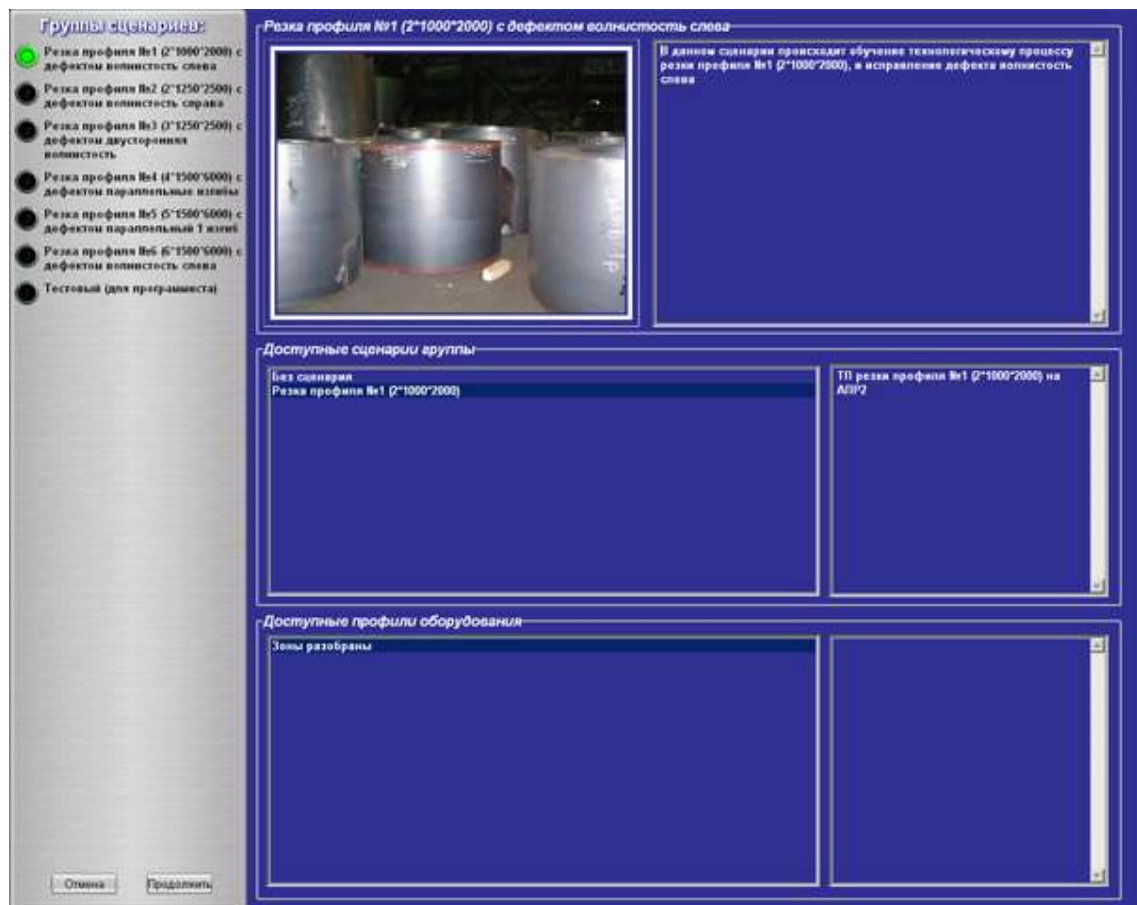 Группы сценариев:
Резка профиля №1 (2*1000*2000) с
дефектом волнистость слева
Резка профиля №2 (2*1250*2500) с
дефектом волнистость справа
Резка профиля №3 (3*1250*2500) с
дефектом двусторонняя
волнистость
Резка профиля №4 (4*1500*6000) с
дефектом параллельные изгибы
Резка профиля №5 (5*1500*6000) с
дефектом параллельный 1 изгиб
Резка профиля №6 (6*1500*6000) с
дефектом волнистость слева
Тестовый (для программиста)
Отмена
Продолжить
Резка профиля №1 (2*1000*2000) с дефектом волнистость слева
В данном сценарии происходит обучение технологическому процессу
резки профиля №1 (2*1000*2000), и исправление дефекта волнистость
слева
Доступные сценарии группы
Без сценария
Резка профиля №1 (2*1000*2000)
ТП резки профиля №1 (2*1000*2000) на
АПР2
Доступные профили оборудования
Зоны разобраны